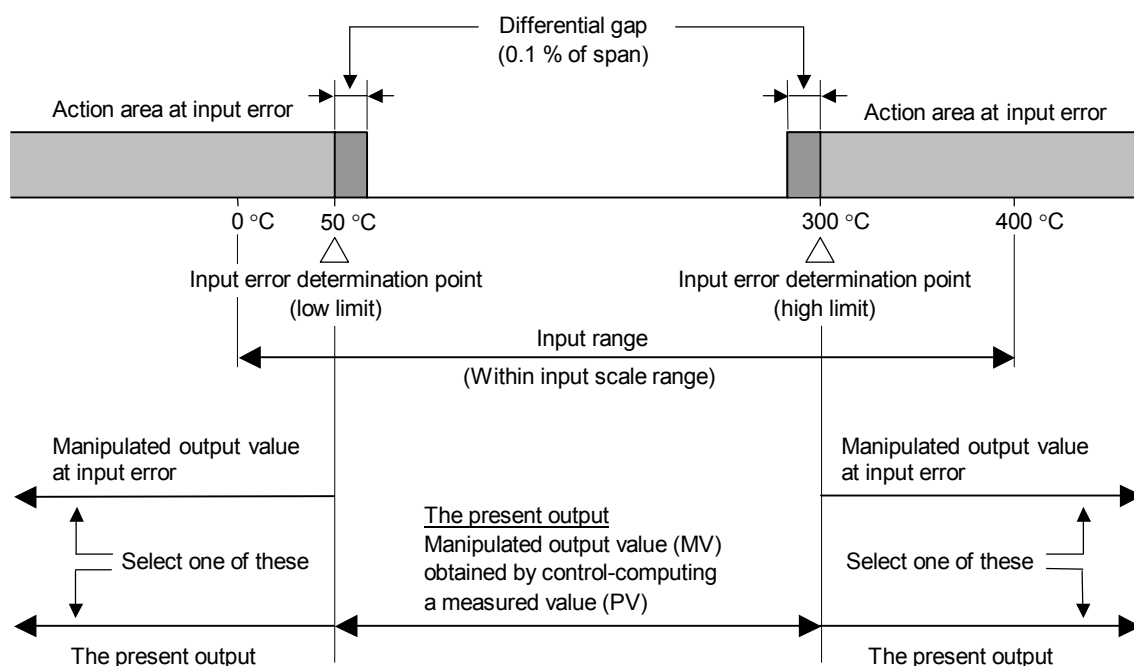 Differential gap
(0.1 % of span)
Action area at input error
Action area at input error
0 °C
50 °C
300 °C
400 °C
Input error determination point
(low limit)
Input error determination point
(high limit)
Input range
(Within input scale range)
Manipulated output value
at input error
Manipulated output value
at input error
The present output
Manipulated output value (MV)
obtained by control-computing
a measured value (PV)
Select one of these
Select one of these
The present output
The present output